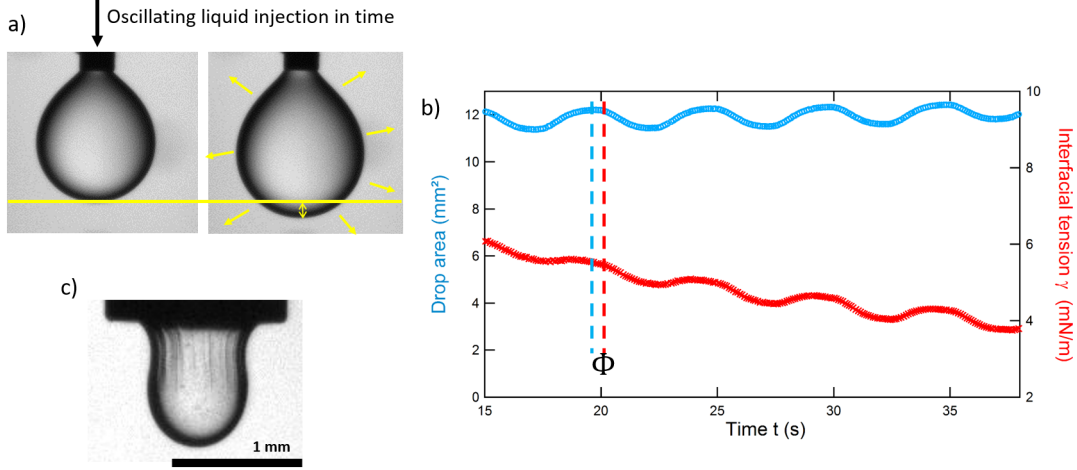 a)
Oscillating liquid injection in time
b)
Drop area (mm²)
12
10
8
6
4
2
0
10
8
6
4
2
Interfacial tension γ (mN/m)
Φ
15
20
25
30
35
Time t (s)
c)
1 mm